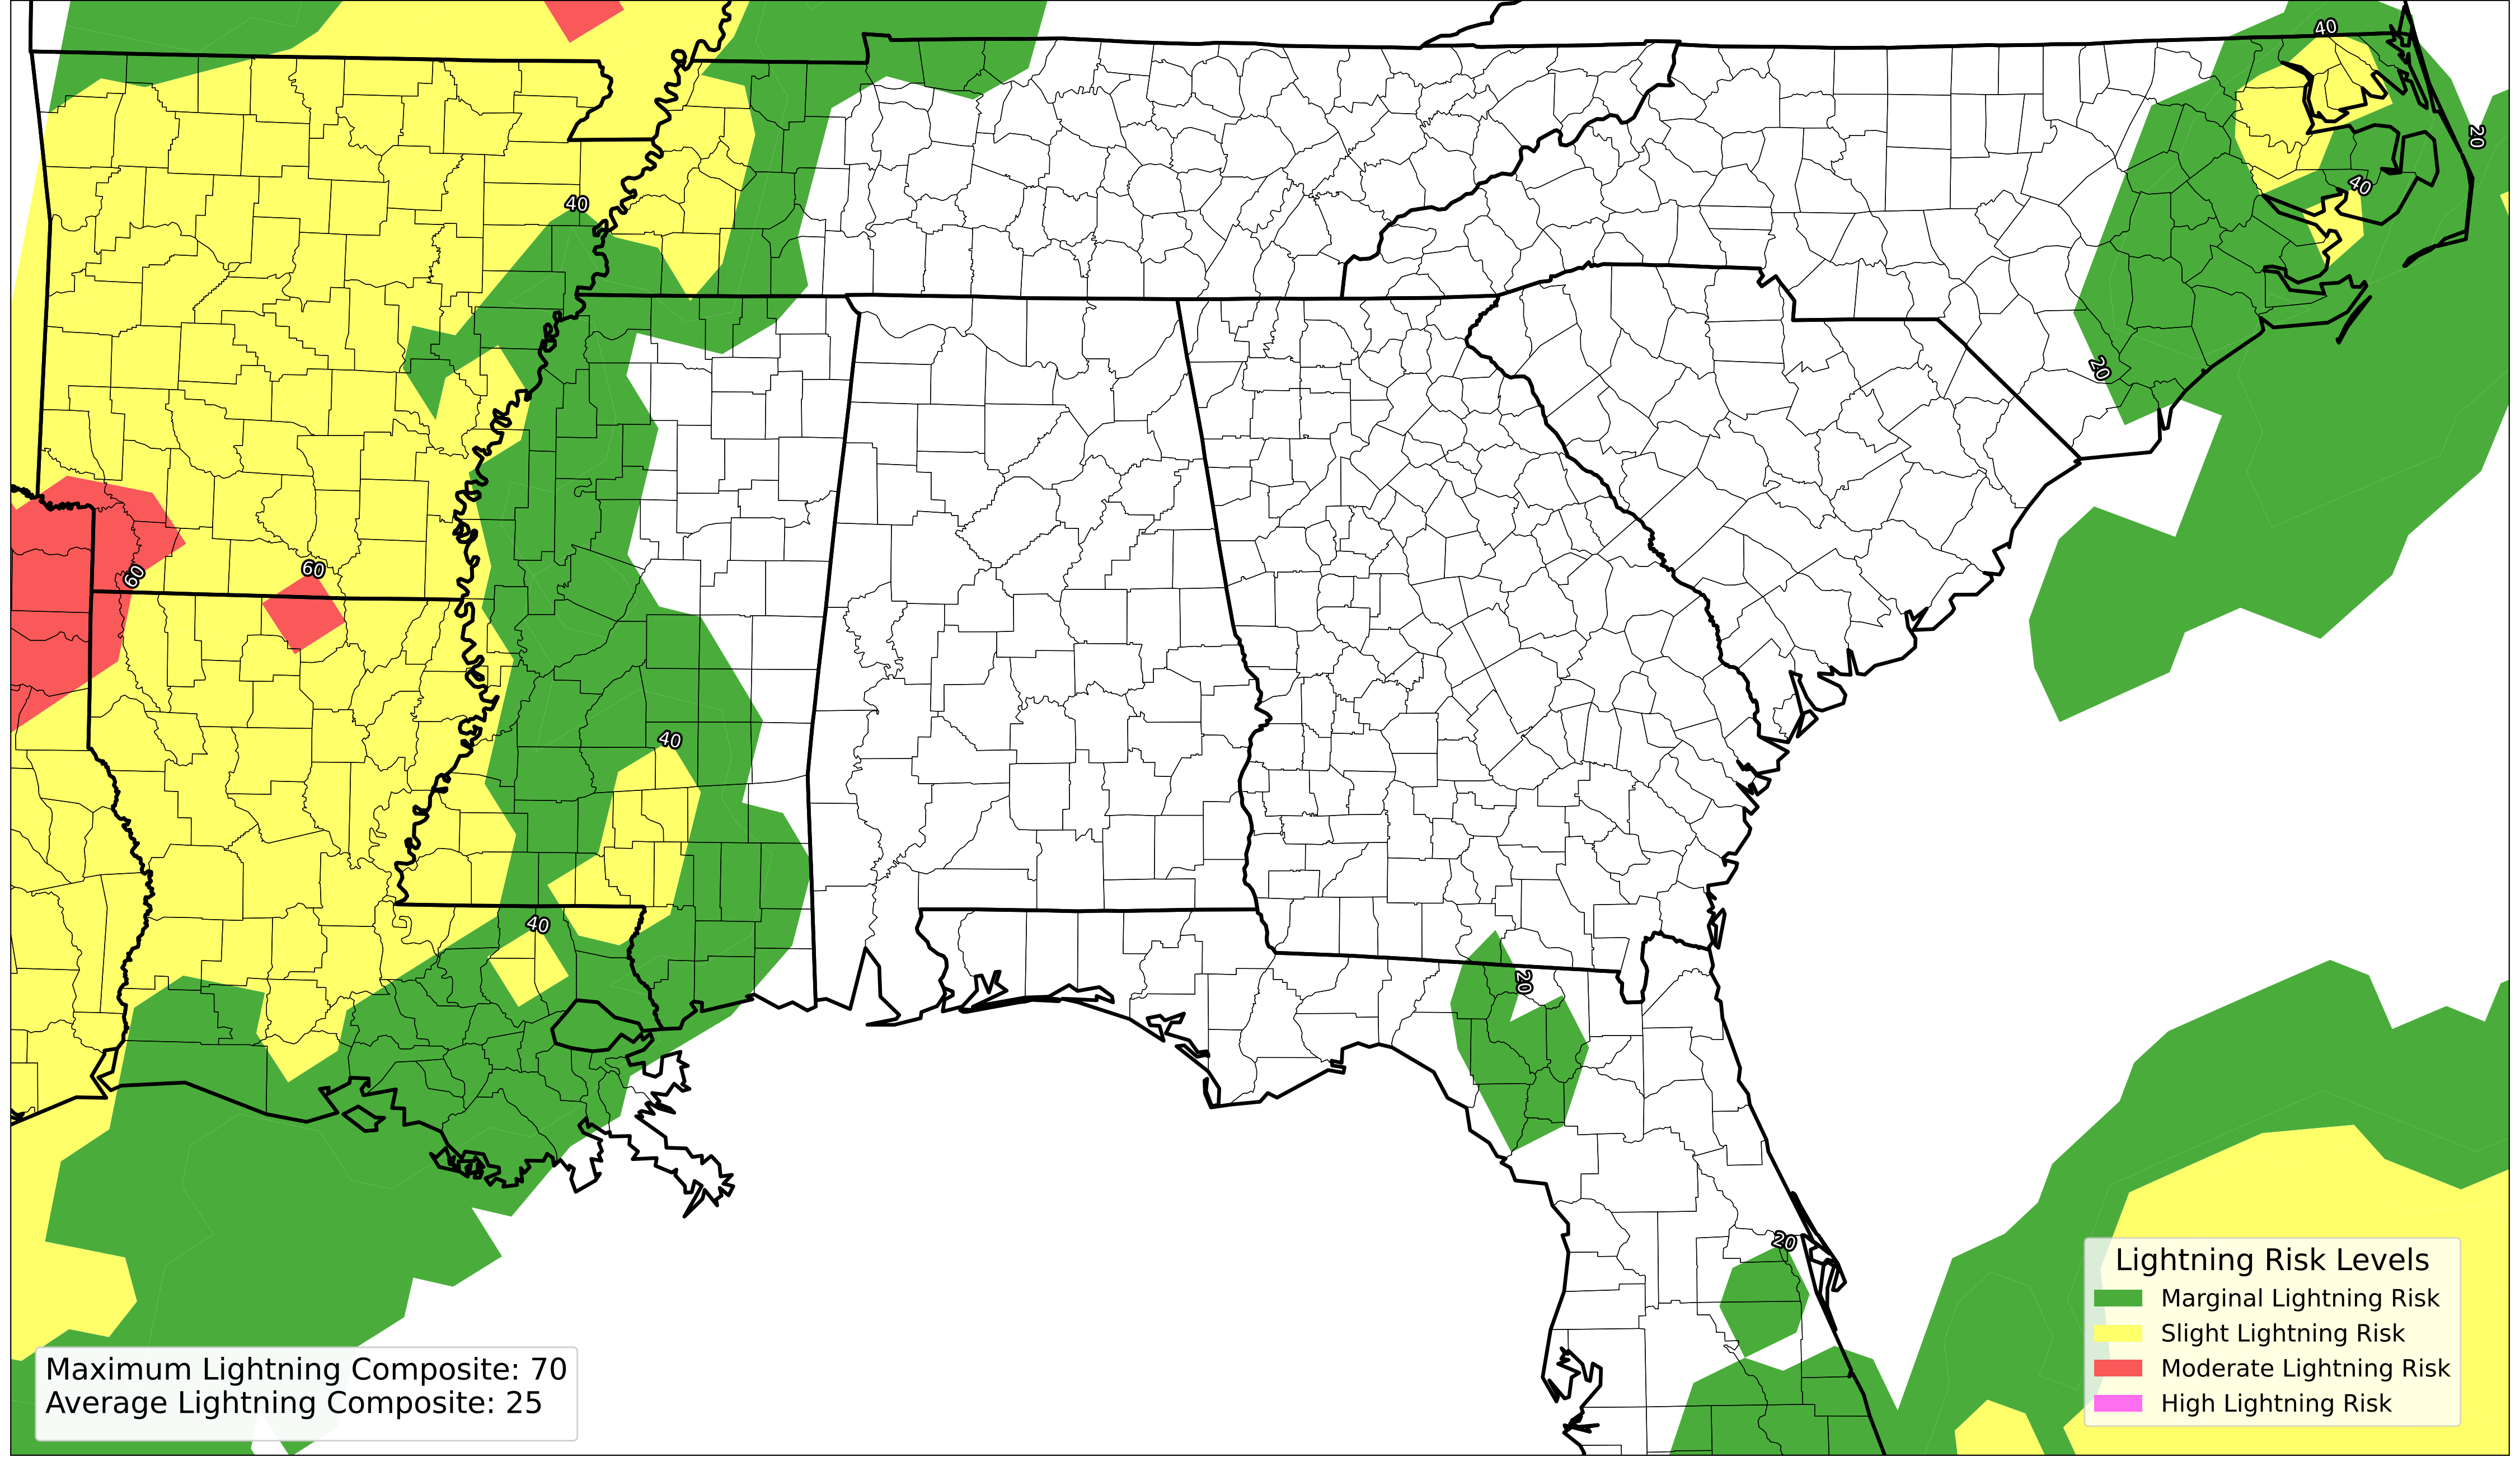 40
20
40
40
20
60
60
40
40
20
20
Lightning Risk Levels
Marginal Lightning Risk
Slight Lightning Risk
Moderate Lightning Risk
High Lightning Risk
Maximum Lightning Composite: 70
Average Lightning Composite: 25